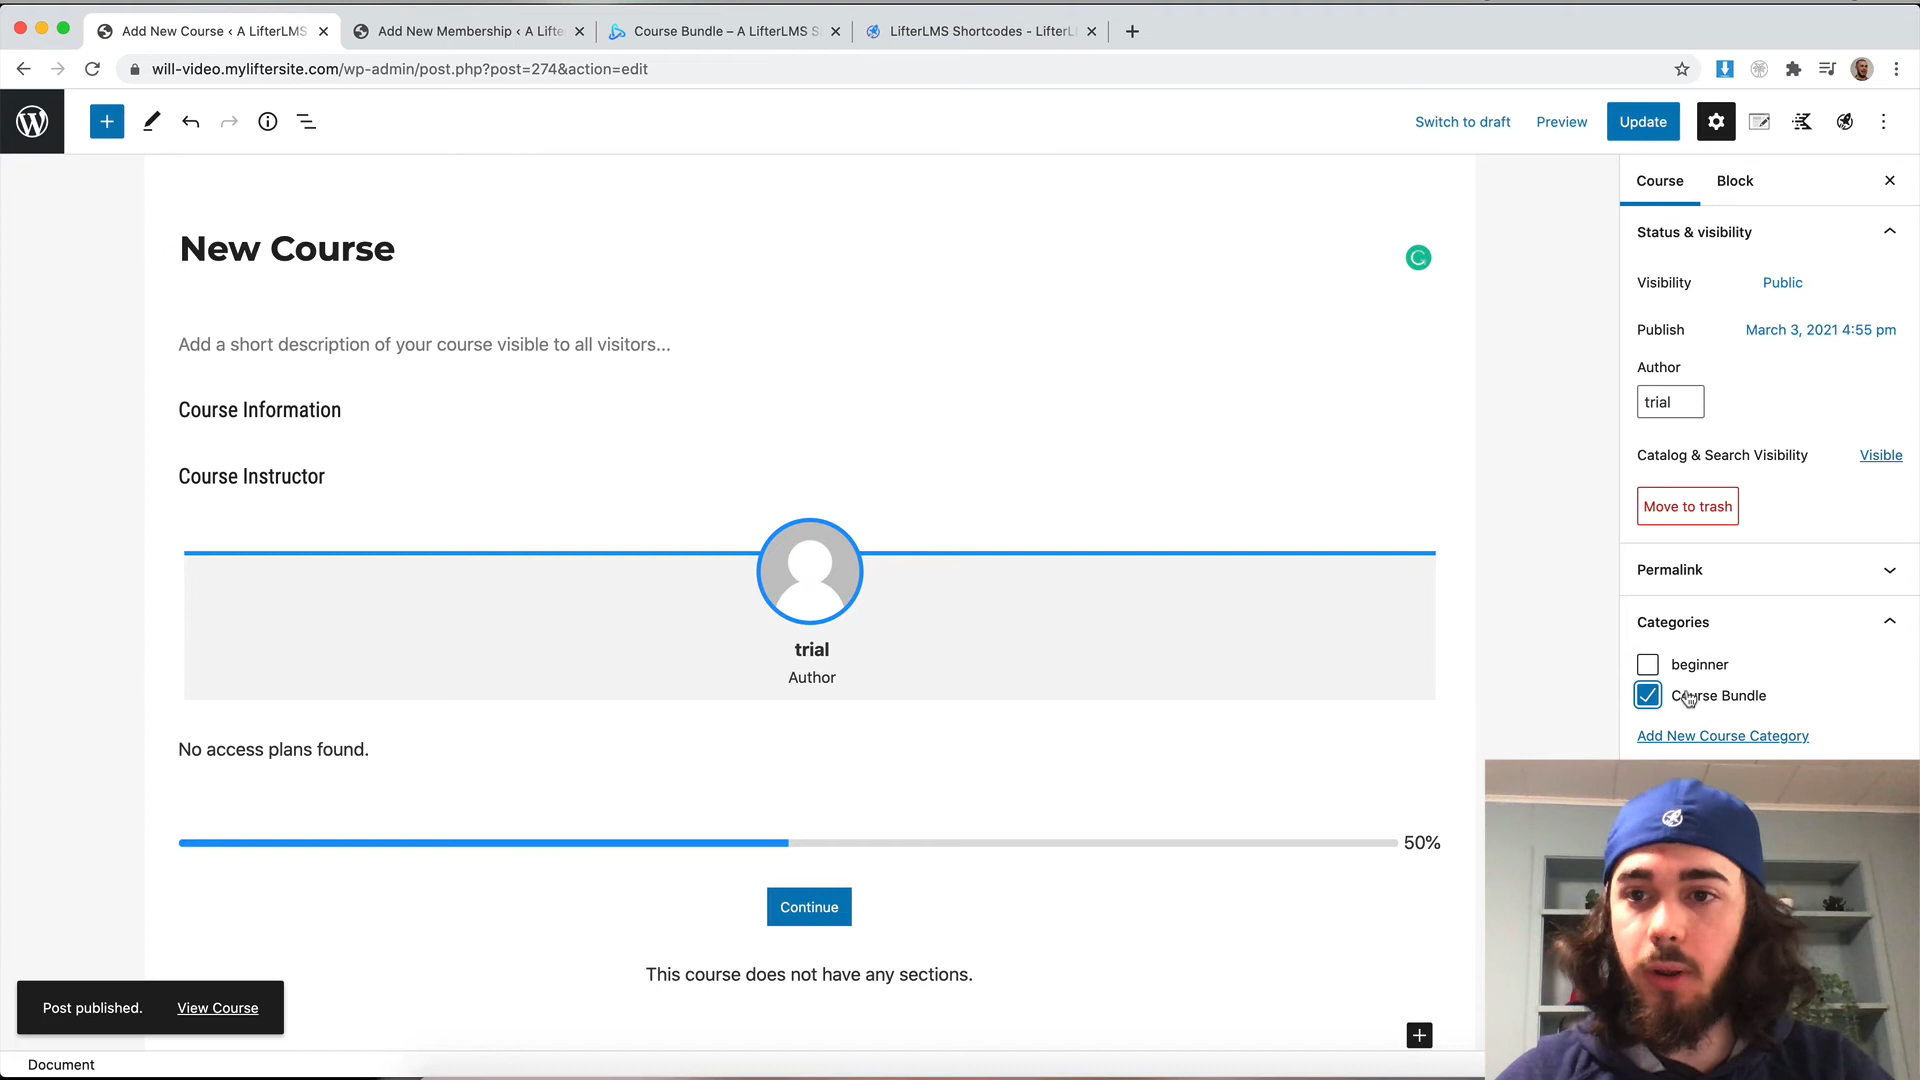 Add New Course ‹ A LifterLMS
Add New Membership ‹ A Lifte
Course Bundle – A LifterLMS S
LifterLMS Shortcodes - LifterL
will-video.myliftersite.com/wp-admin/post.php?post=274&action=edit
Switch to draft
Preview
Update
Course
Block
New Course
Status & visibility
Visibility
Public
Publish
March 3, 2021 4:55 pm
Add a short description of your course visible to all visitors...
Author
trial
Course Information
Catalog & Search Visibility
Visible
Course Instructor
Move to trash
Permalink
Categories
trial
Author
beginner
Course Bundle
Add New Course Category
No access plans found.
50%
Continue
This course does not have any sections.
Post published.
View Course
Document